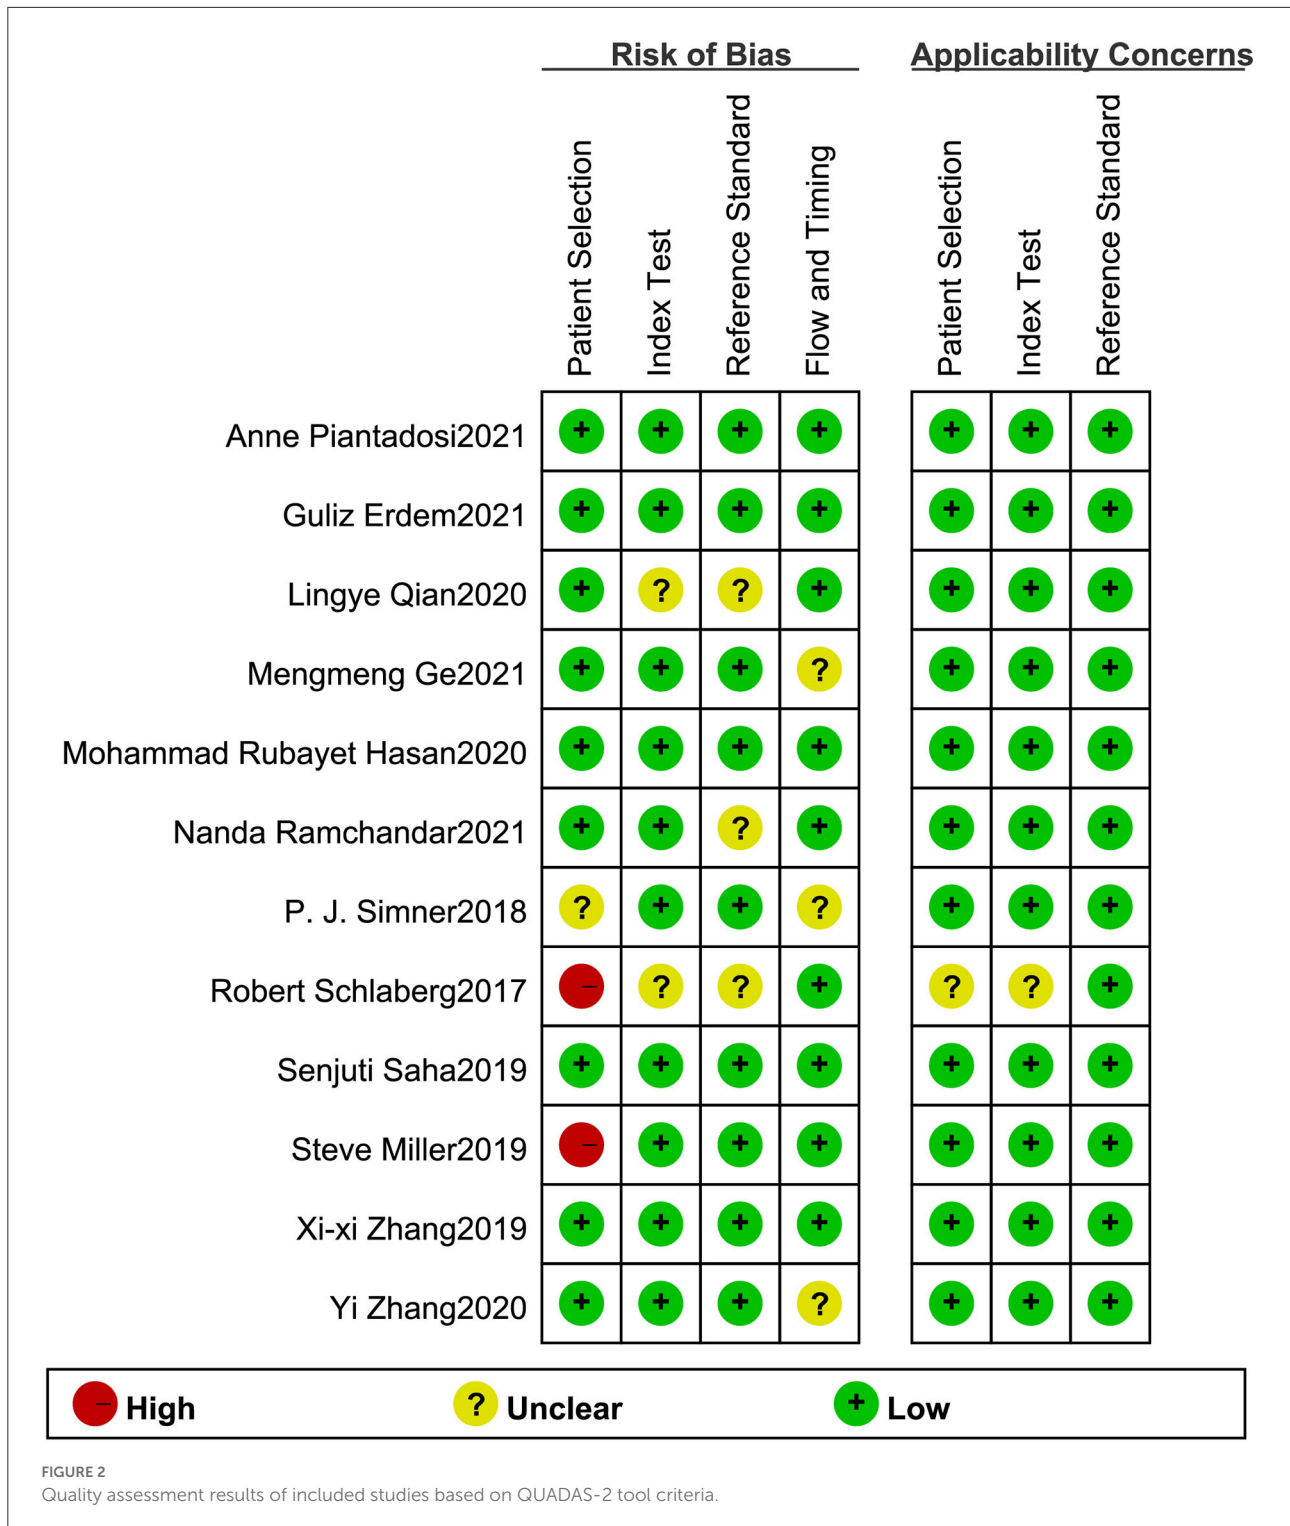 Risk of Bias
Applicability Concerns
Patient Selection
Index Test
Reference Standard
Flow and Timing
Patient Selection
Index Test
Reference Standard
Anne Piantadosi2021 + + + + + + +
Guliz Erdem2021 + + + + + + +
Lingye Qian2020 + ? ? + + + +
Mengmeng Ge2021 + + + ? + + +
Mohammad Rubayet Hasan2020 + + + + + + +
Nanda Ramchandar2021 + + ? + + + +
P. J. Simner2018 ? + + ? + + +
Robert Schlaberg2017 – ? ? + ? ? +
Senjuti Saha2019 + + + + + + +
Steve Miller2019 – + + + + + +
Xi-xi Zhang2019 + + + + + + +
Yi Zhang2020 + + + ? + + +
– High ? Unclear + Low
FIGURE 2
Quality assessment results of included studies based on QUADAS-2 tool criteria.